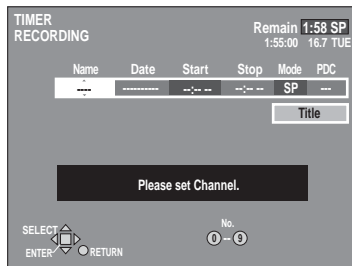 TIMER
RECORDING
Remain 1:58 SP
1:55:00 16.7 TUE
Name Date Start Stop Mode PDC
---- ---------- --:-- -- --:-- -- SP ---
Title
Please set Channel.
SELECT
No.
0 -- 9
ENTER RETURN